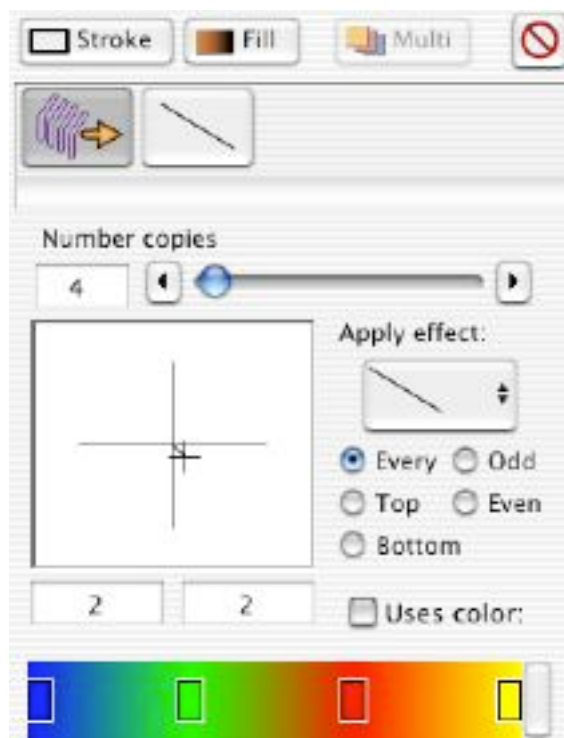 Stroke Fill Multi
Number copies
4
Apply effect:
Every Odd
Top Even
Bottom
2 2
Uses color: